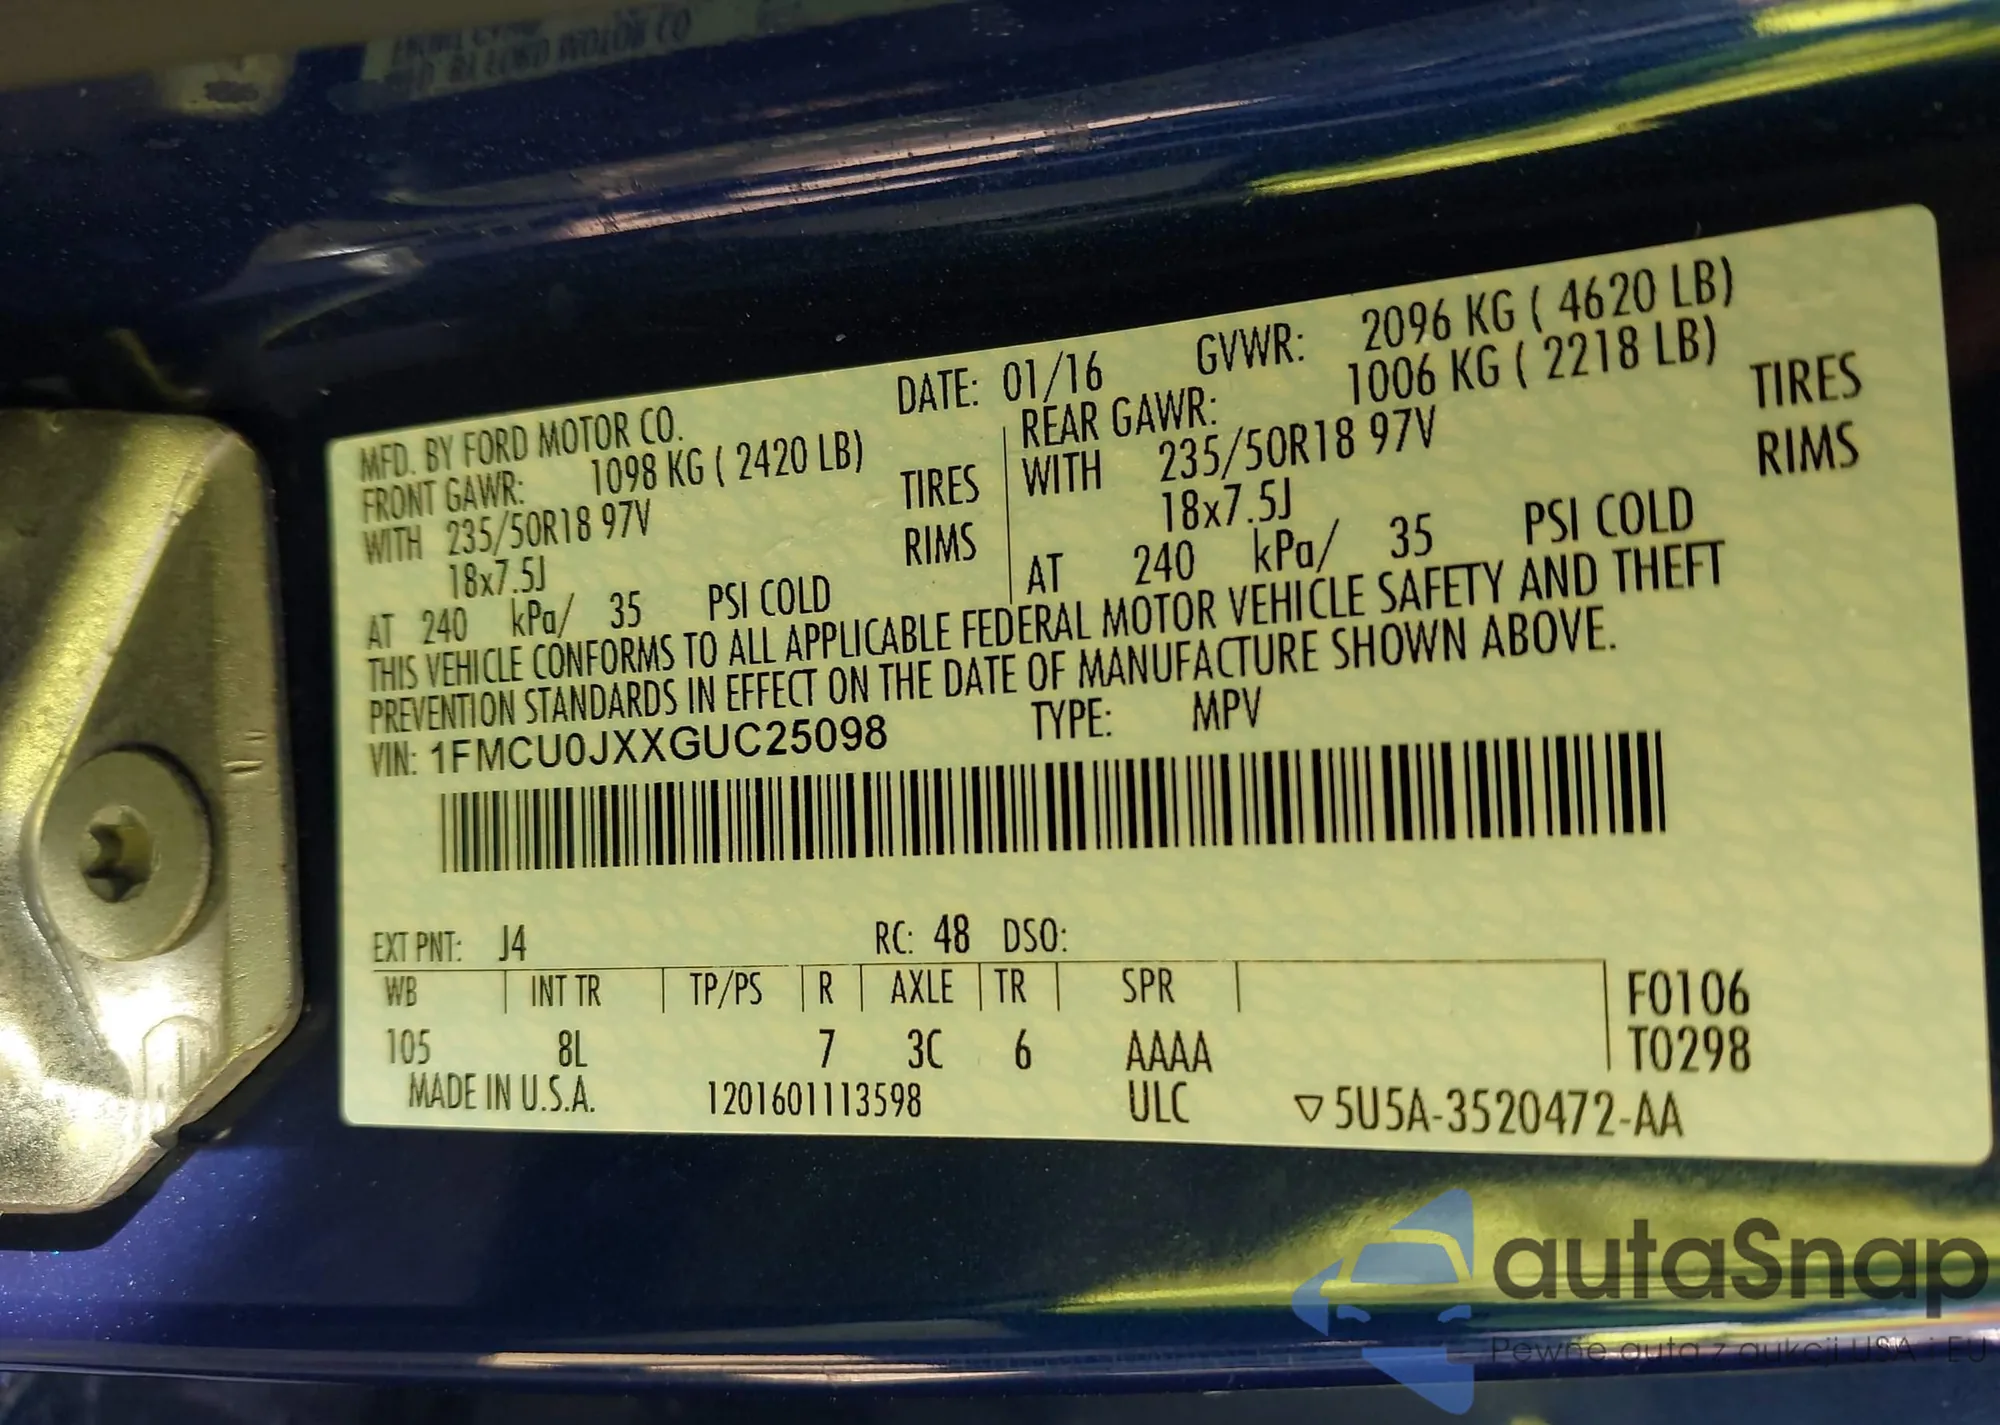 MFD. BY FORD MOTOR CO. DATE: 01/16 GVWR: 2096 KG ( 4620 LB)
FRONT GAWR: 1098 KG ( 2420 LB) REAR GAWR: 1006 KG ( 2218 LB)
WITH 235/50R18 97V TIRES WITH 235/50R18 97V TIRES
18x7.5J RIMS 18x7.5J RIMS
AT 240 kPa/ 35 PSI COLD AT 240 kPa/ 35 PSI COLD
THIS VEHICLE CONFORMS TO ALL APPLICABLE FEDERAL MOTOR VEHICLE SAFETY AND THEFT
PREVENTION STANDARDS IN EFFECT ON THE DATE OF MANUFACTURE SHOWN ABOVE.
VIN: 1FMCU0JXXGUC25098 TYPE: MPV
EXT PNT: J4 RC: 48 DSO:
WB INT TR TP/PS R AXLE TR SPR F0106
105 8L 7 3C 6 AAAA T0298
MADE IN U.S.A. 1201601113598 ULC ▽5U5A-3520472-AA
autaSnap
Pewne auta z aukcji USA i EU